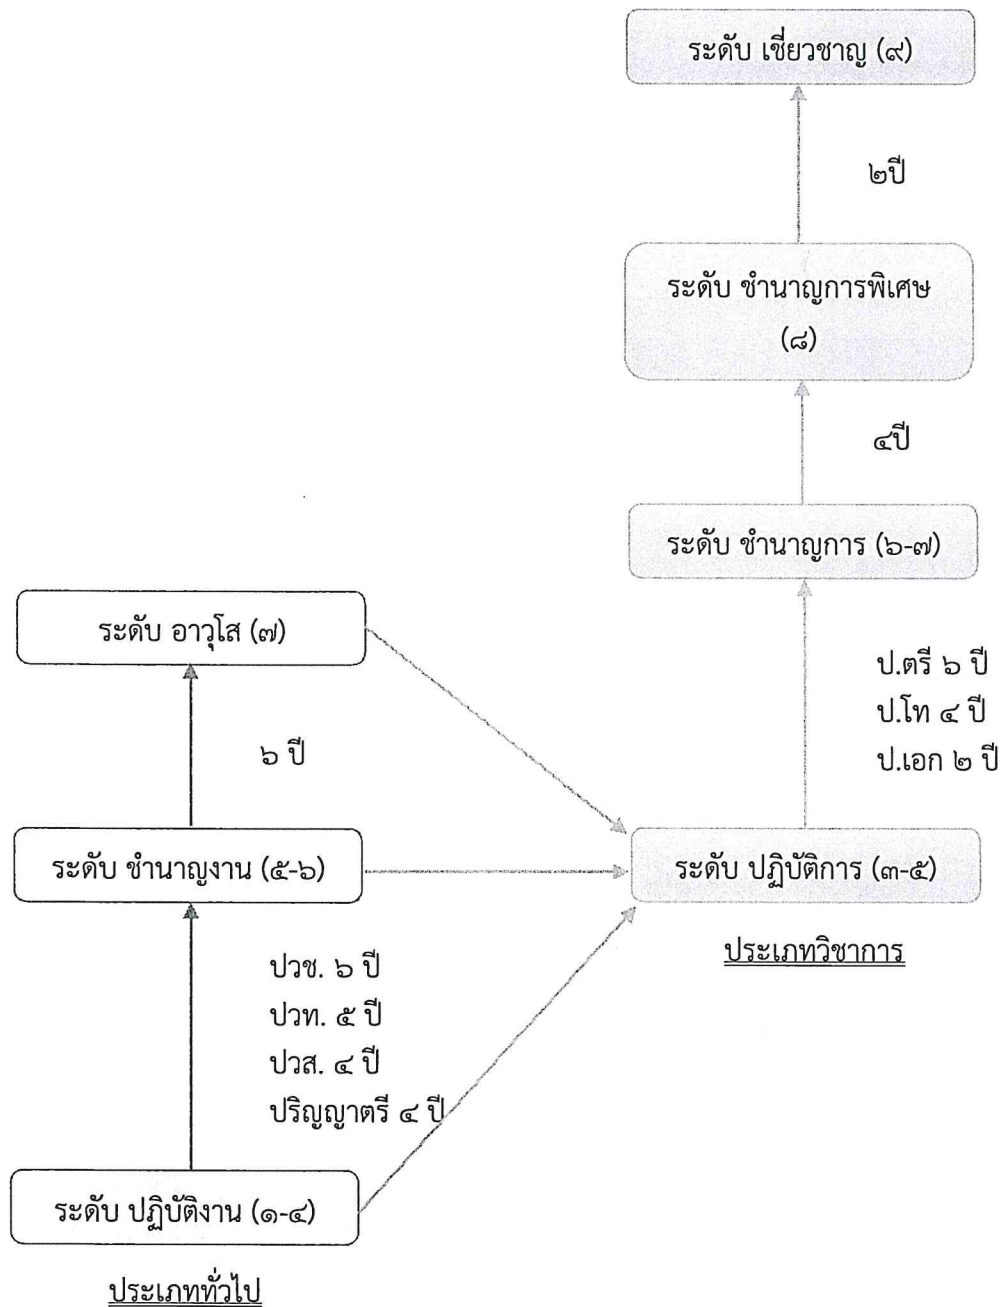 ระดับ เชี่ยวชาญ (๙)
๒ปี
ระดับ ชำนาญการพิเศษ
(๘)
๔ปี
ระดับ ชำนาญการ (๖-๗)
ป.ตรี ๖ ปี
ป.โท ๔ ปี
ป.เอก ๒ ปี
ระดับ ปฏิบัติการ (๓-๕)
ประเภทวิชาการ
ระดับ อาวุโส (๗)
๖ ปี
ระดับ ชำนาญงาน (๕-๖)
ปวช. ๖ ปี
ปวท. ๕ ปี
ปวส. ๔ ปี
ปริญญาตรี ๔ ปี
ระดับ ปฏิบัติงาน (๑-๔)
ประเภททั่วไป